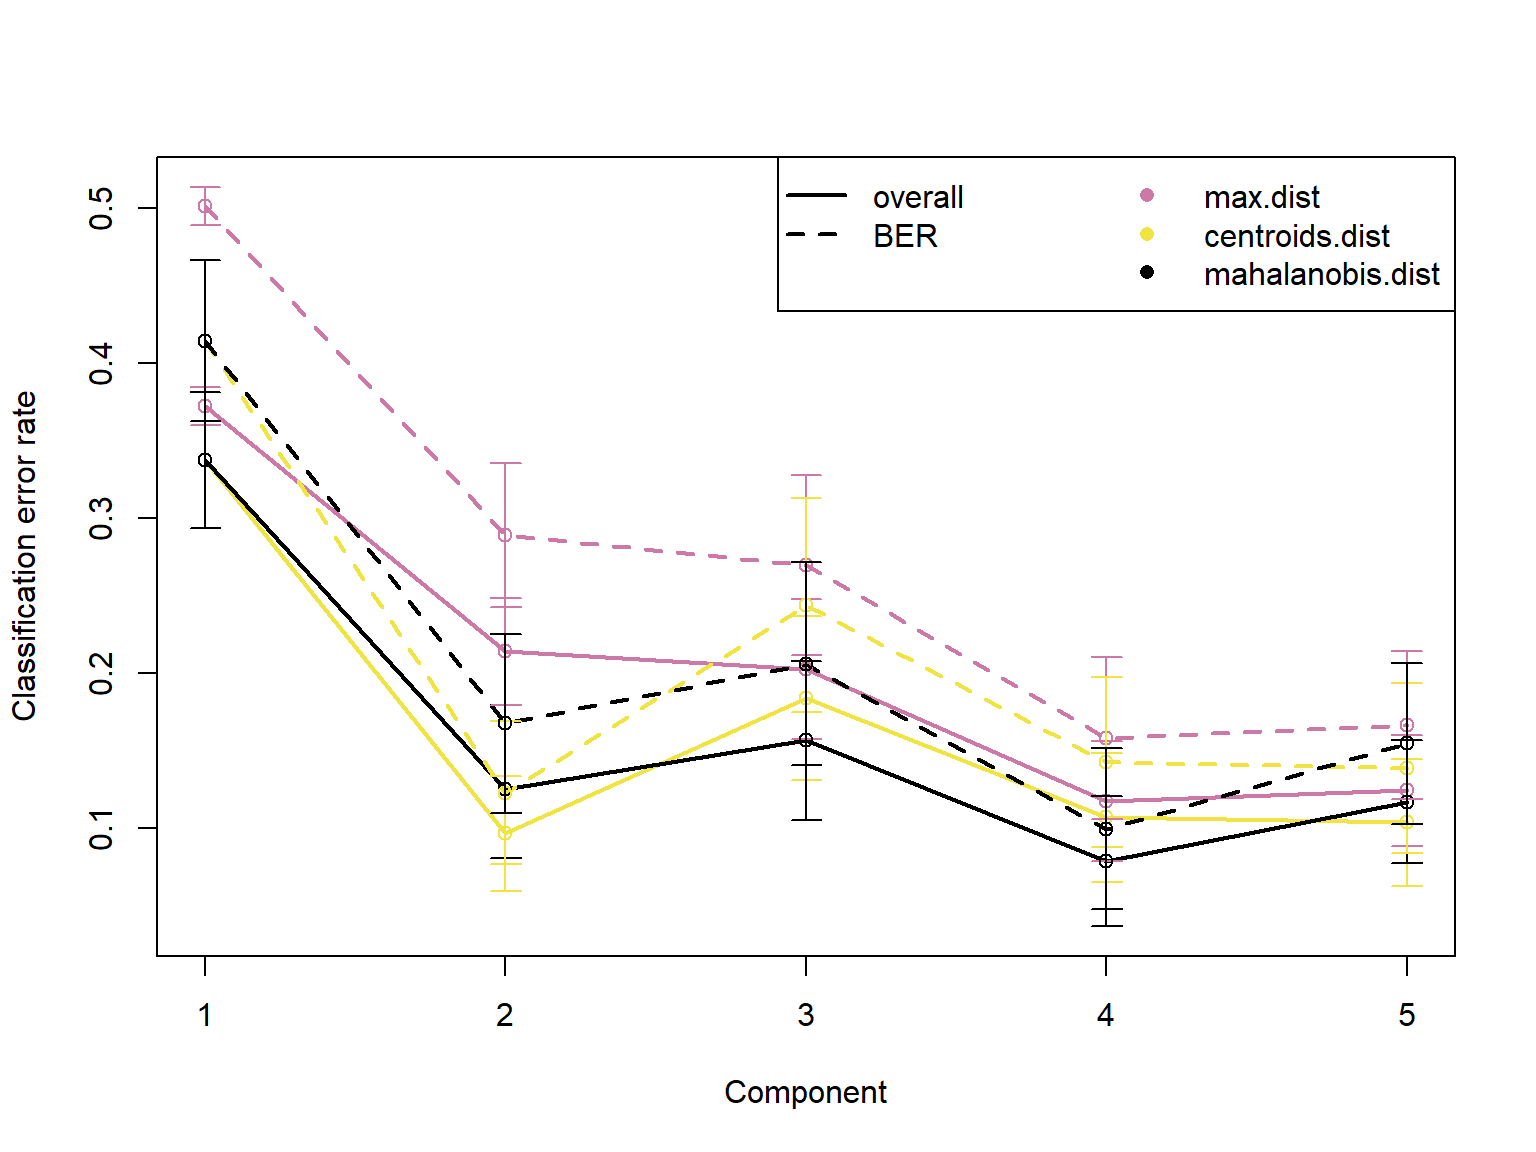 overall
BER
max.dist
centroids.dist
mahalanobis.dist
Classification error rate
0.5
0.4
0.3
0.2
0.1
1 2 3 4 5
Component